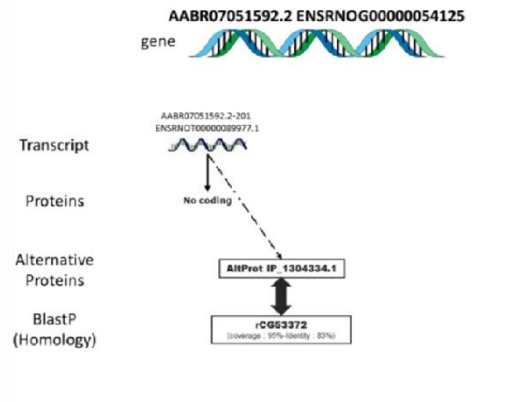 AABR07051592.2 ENSRNOG00000054125
gene
AABR07051592.2-201
ENSRNOT00000089977.1
Transcript
Proteins
No coding
Alternative
Proteins
AltProt IP_1304334.1
BlastP
(Homology)
rCG53372
(coverage : 95%-Identity : 83%)